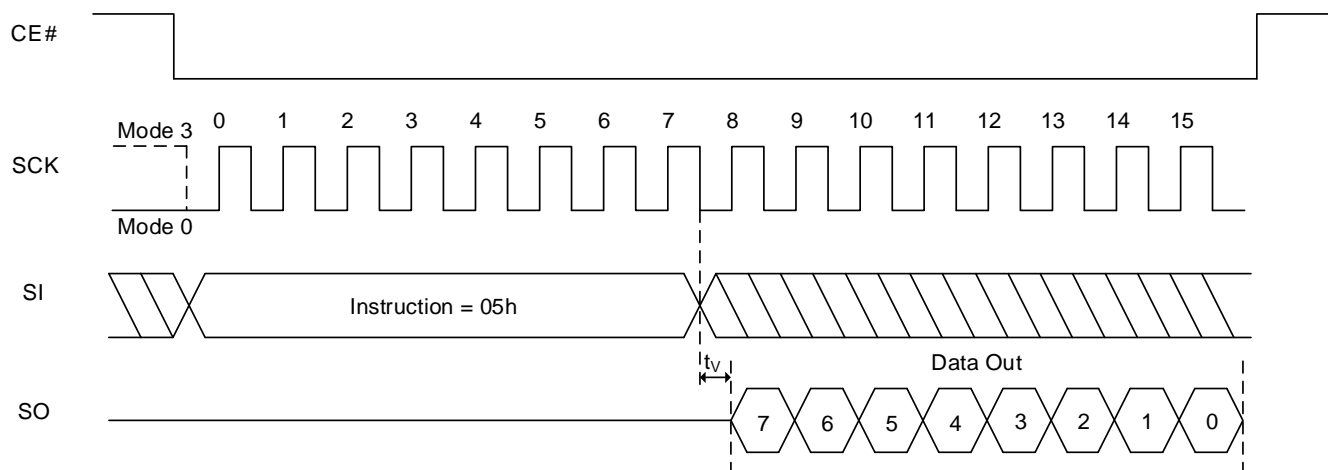 CE#
0 1 2 3 4 5 6 7 8 9 10 11 12 13 14 15
Mode 3
SCK
Mode 0
SI
Instruction = 05h
tV
Data Out
SO
7 6 5 4 3 2 1 0